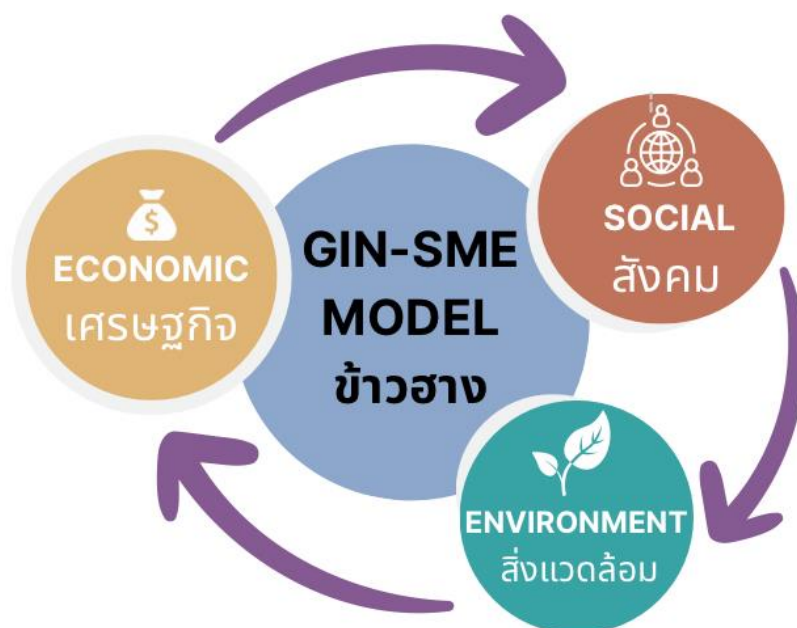 ECONOMIC
เศรษฐกิจ
GIN-SME
MODEL
ข้าวฮาง
SOCIAL
สังคม
ENVIRONMENT
สิ่งแวดล้อม